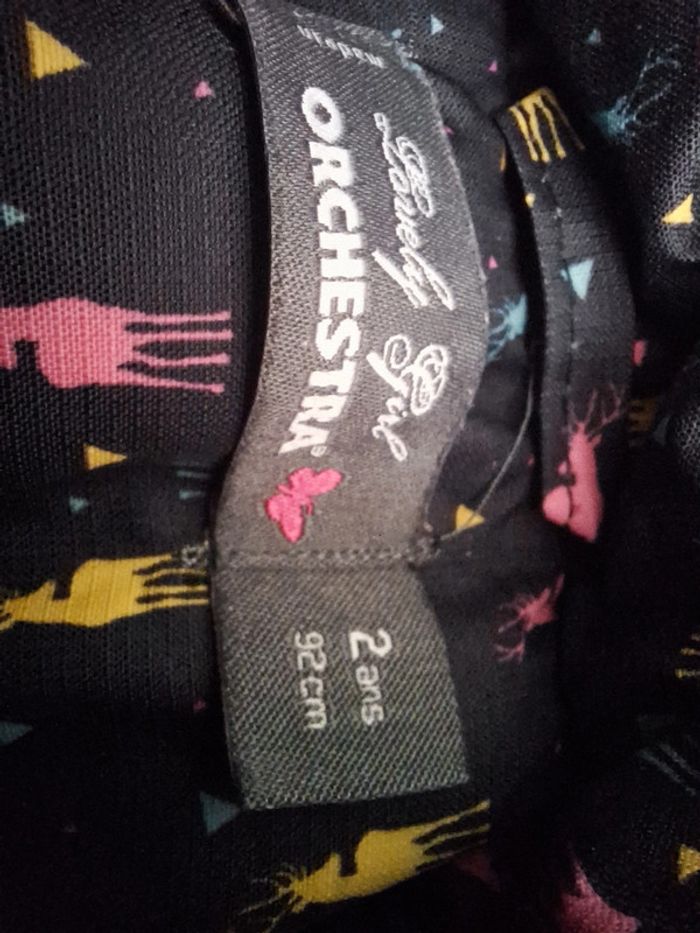 Lovely Girl
ORCHESTRA®
2 ans
92cm